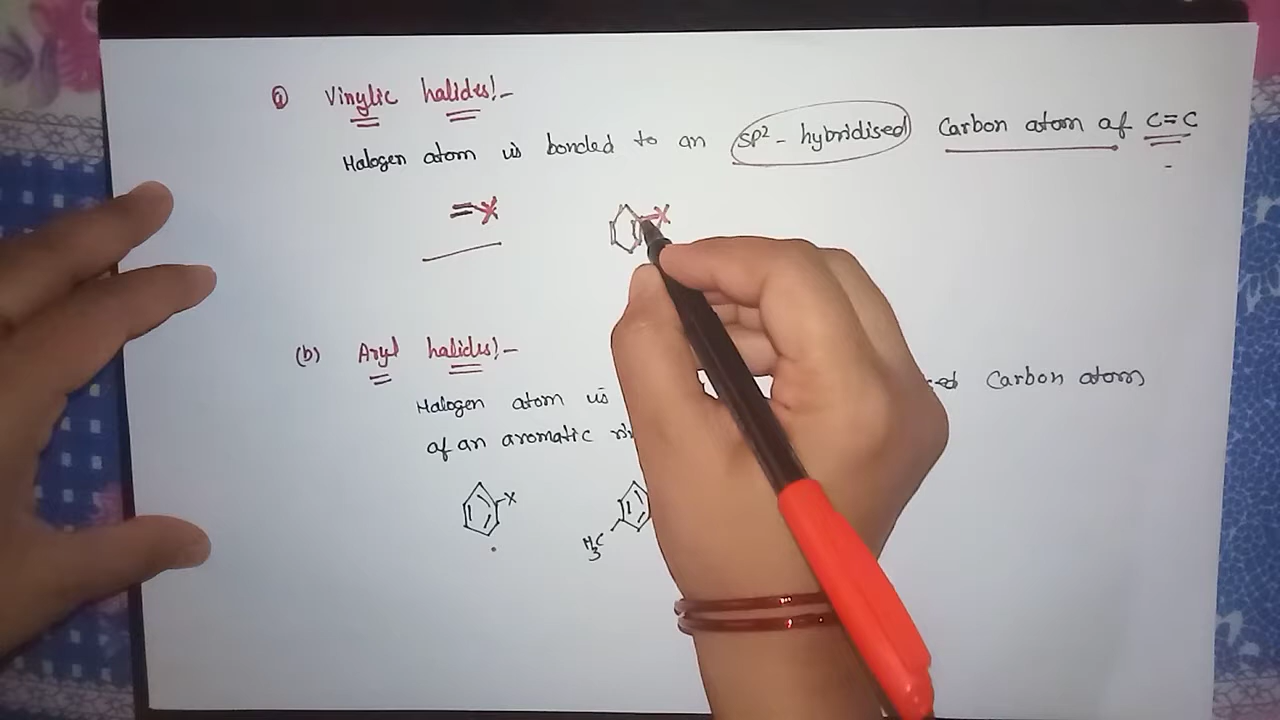 (a) Vinylic halides!-
Halogen atom is bonded to an SP²- hybridised Carbon atom of C=C
=X
X
(b) Aryl halides!-
Halogen atom is Carbon atom
of an aromatic
X
H₃C